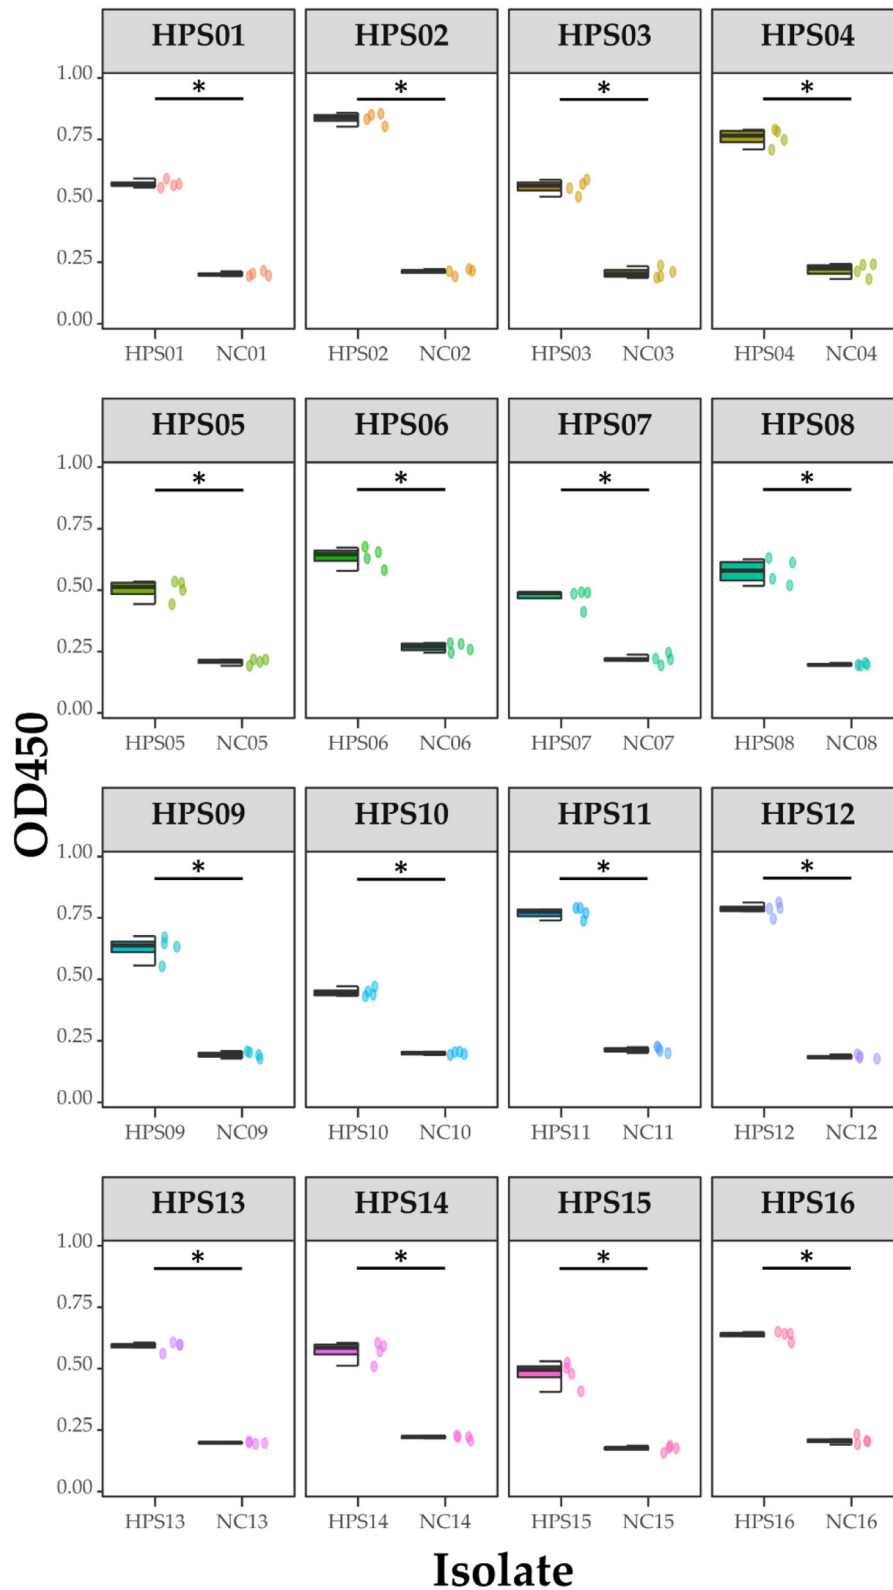 HPS01 HPS02 HPS03 HPS04
* * * *
1.00
0.75
0.50
0.25
0.00
HPS01 NC01 HPS02 NC02 HPS03 NC03 HPS04 NC04
HPS05 HPS06 HPS07 HPS08
* * * *
1.00
0.75
0.50
0.25
0.00
HPS05 NC05 HPS06 NC06 HPS07 NC07 HPS08 NC08
OD450
HPS09 HPS10 HPS11 HPS12
* * * *
1.00
0.75
0.50
0.25
0.00
HPS09 NC09 HPS10 NC10 HPS11 NC11 HPS12 NC12
HPS13 HPS14 HPS15 HPS16
* * * *
1.00
0.75
0.50
0.25
0.00
HPS13 NC13 HPS14 NC14 HPS15 NC15 HPS16 NC16
Isolate